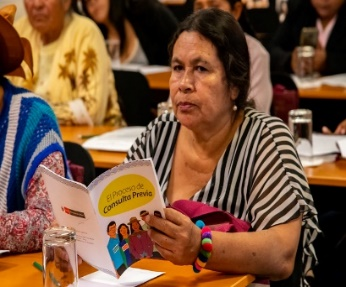 El Proceso de
Consulta Previa